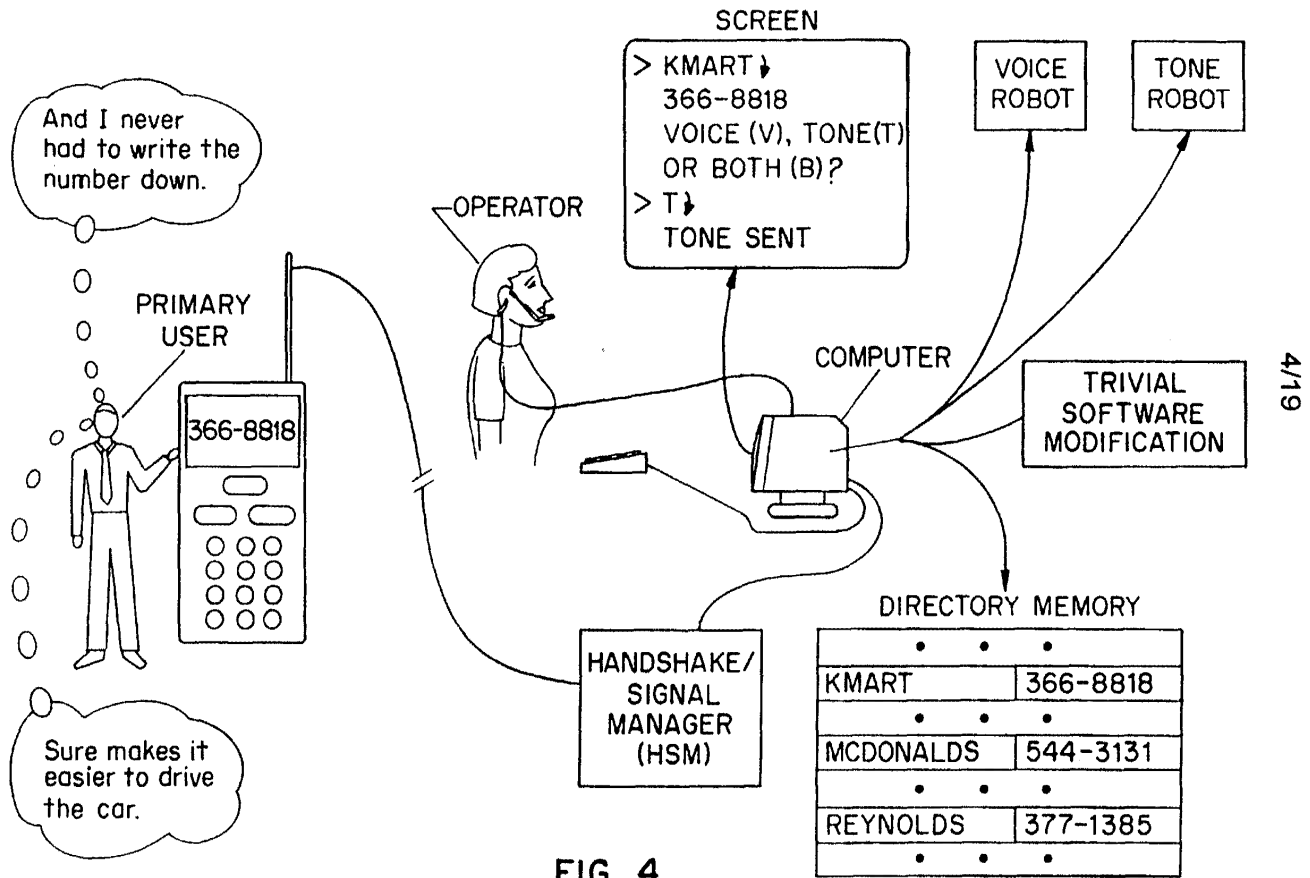 SCREEN
> KMART
366-8818
VOICE (V), TONE(T)
OR BOTH (B)?
> T
TONE SENT
VOICE
ROBOT
TONE
ROBOT
And I never
had to write the
number down.
OPERATOR
PRIMARY
USER
366-8818
COMPUTER
TRIVIAL
SOFTWARE
MODIFICATION
4/19
HANDSHAKE/
SIGNAL
MANAGER
(HSM)
DIRECTORY MEMORY
KMART 366-8818
MCDONALDS 544-3131
REYNOLDS 377-1385
Sure makes it
easier to drive
the car.
FIG. 4